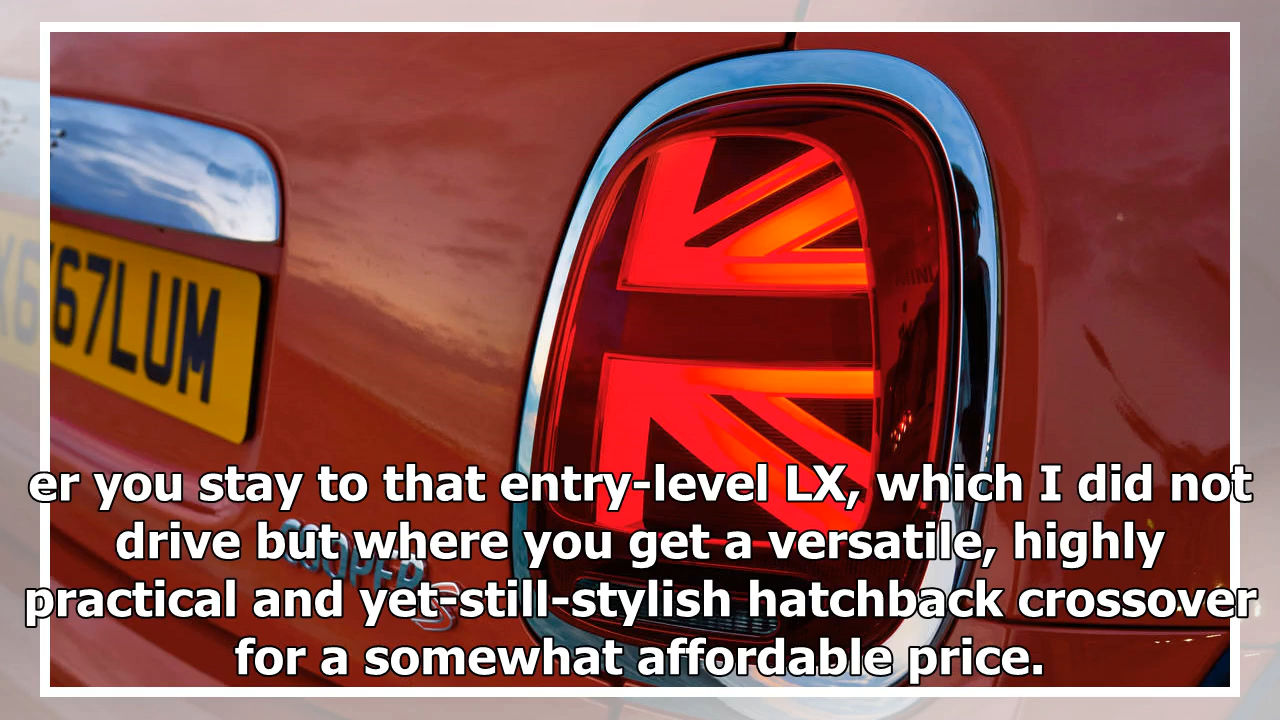 67LUM
COOPER S
er you stay to that entry-level LX, which I did not
drive but where you get a versatile, highly
practical and yet-still-stylish hatchback crossover
for a somewhat affordable price.